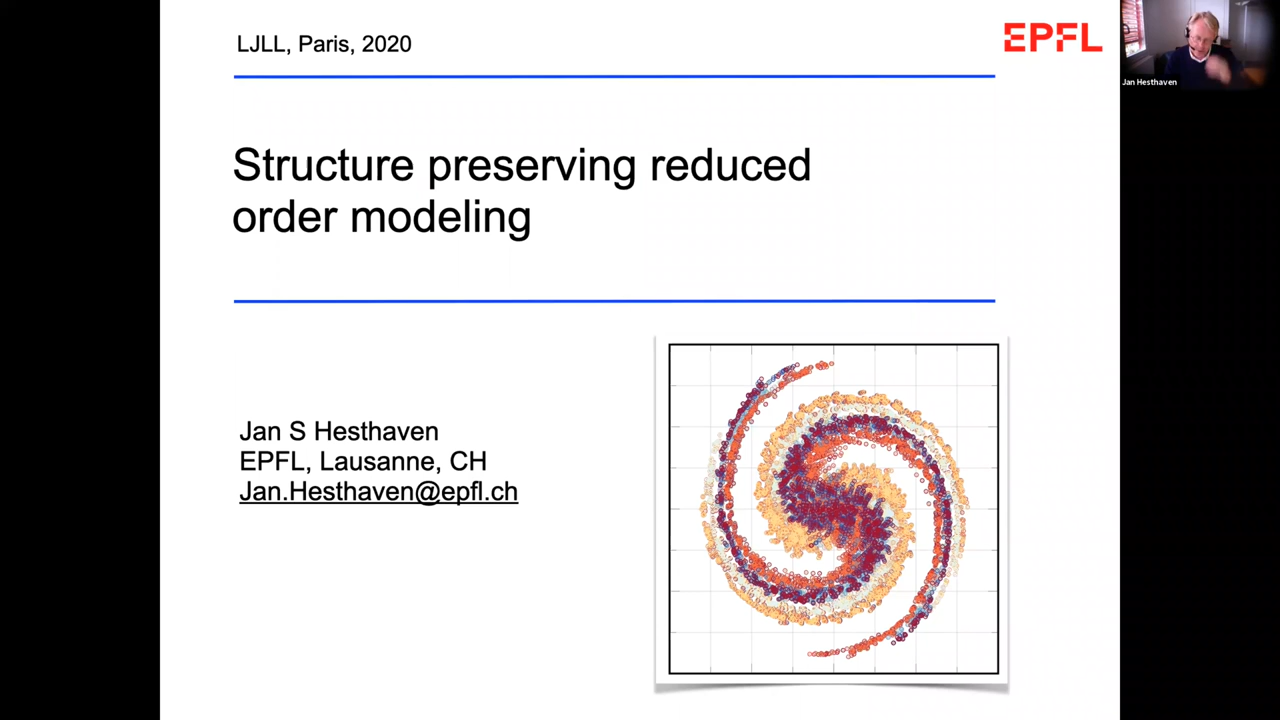 LJLL, Paris, 2020
EPFL
Jan Hesthaven
Structure preserving reduced
order modeling
Jan S Hesthaven
EPFL, Lausanne, CH
Jan.Hesthaven@epfl.ch